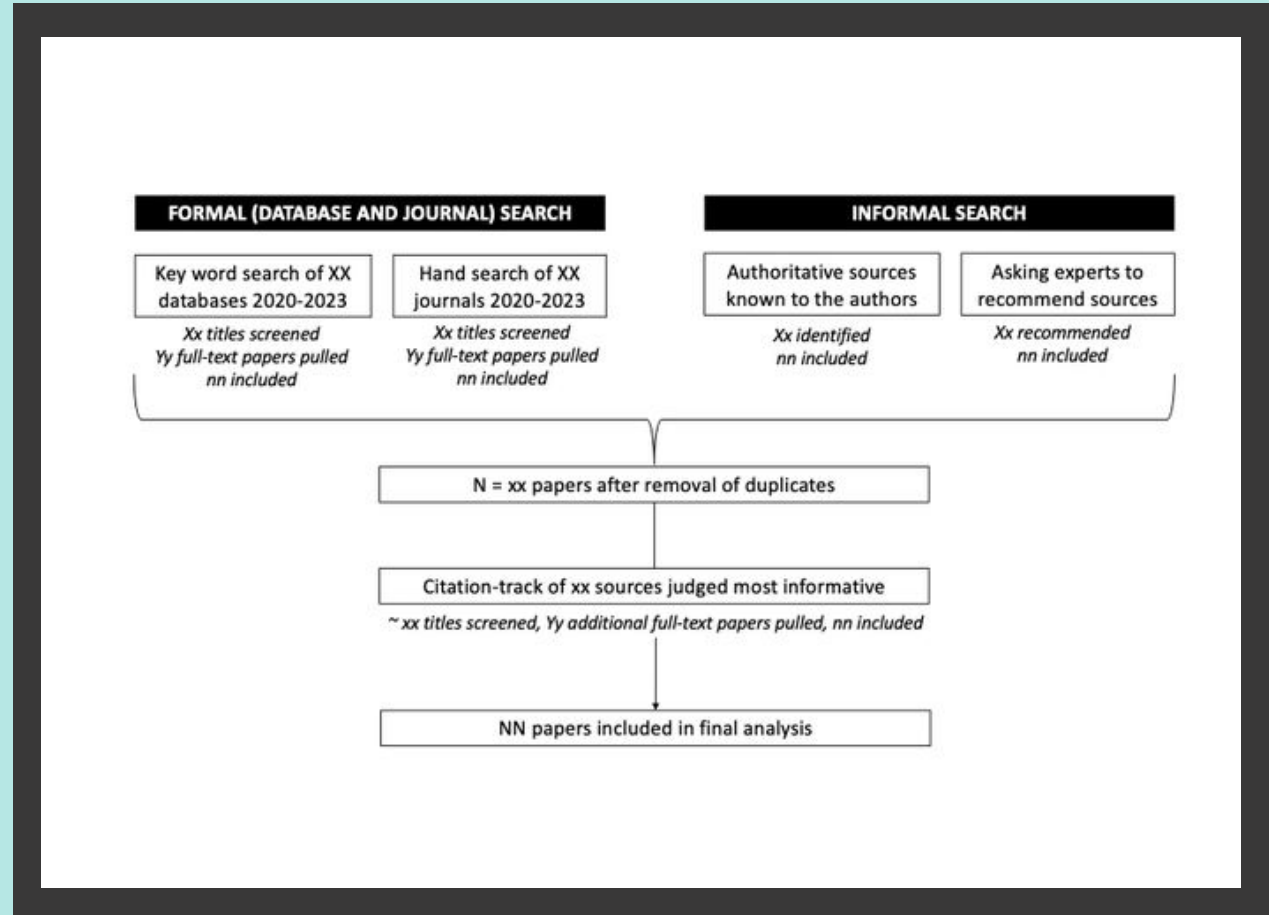 FORMAL (DATABASE AND JOURNAL) SEARCH
Key word search of XX
databases 2020-2023
Xx titles screened
Yy full-text papers pulled
nn included
Hand search of XX
journals 2020-2023
Xx titles screened
Yy full-text papers pulled
nn included
INFORMAL SEARCH
Authoritative sources
known to the authors
Xx identified
nn included
Asking experts to
recommend sources
Xx recommended
nn included
N = xx papers after removal of duplicates
Citation-track of xx sources judged most informative
~ xx titles screened, Yy additional full-text papers pulled, nn included
NN papers included in final analysis